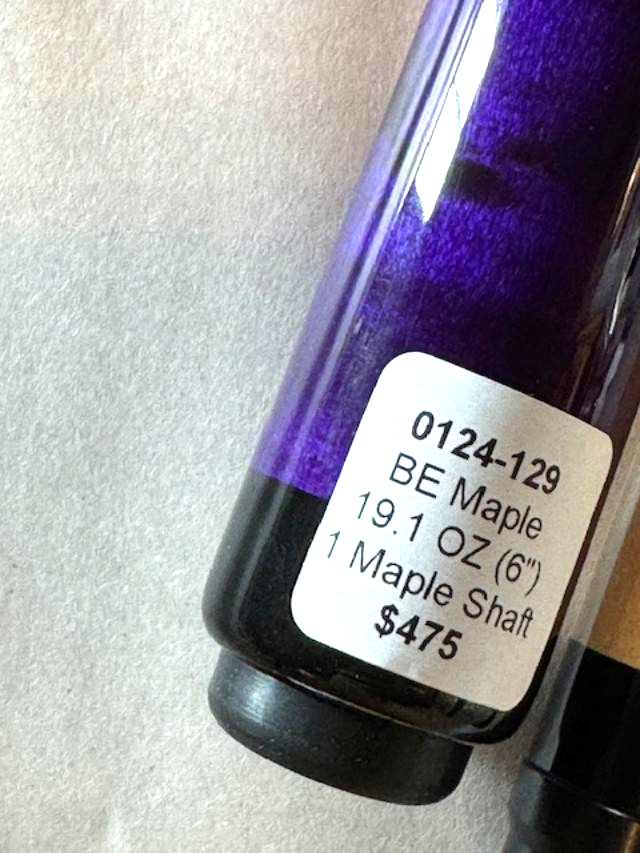 0124-129
BE Maple
19.1 OZ (6")
1 Maple Shaft
$475